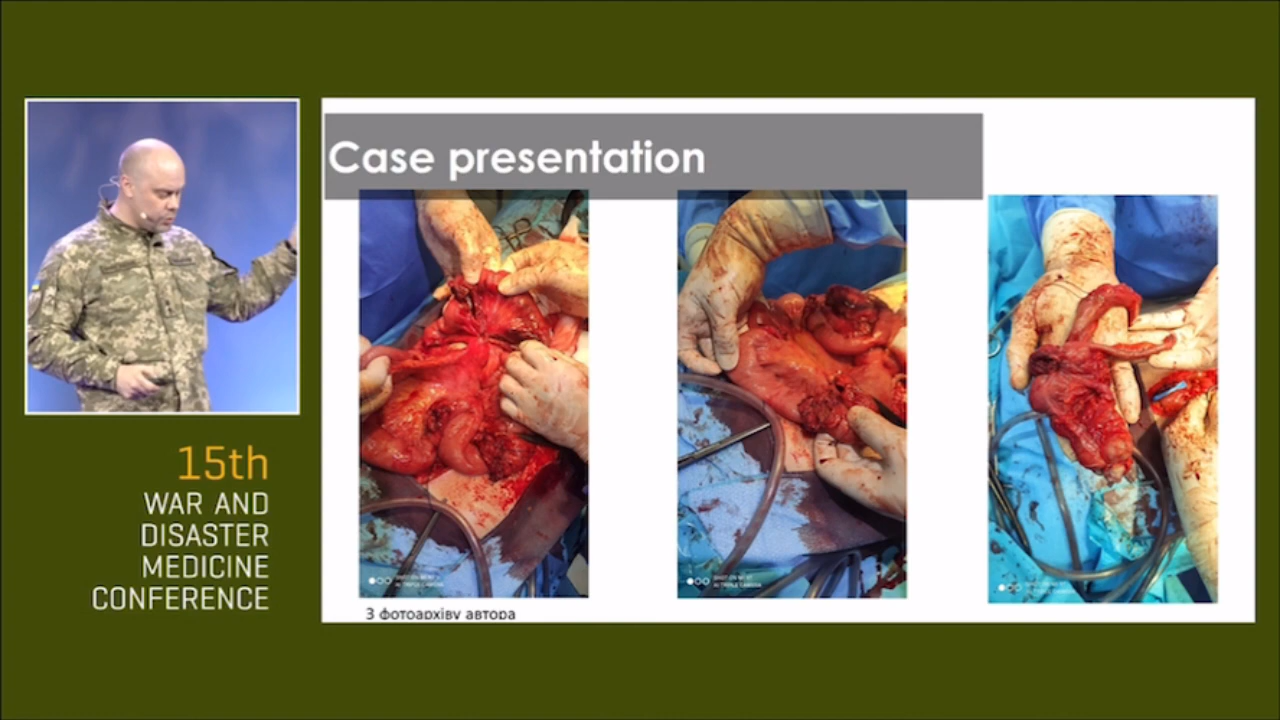 Case presentation
15th
WAR AND
DISASTER
MEDICINE
CONFERENCE
З фотоархіву автора